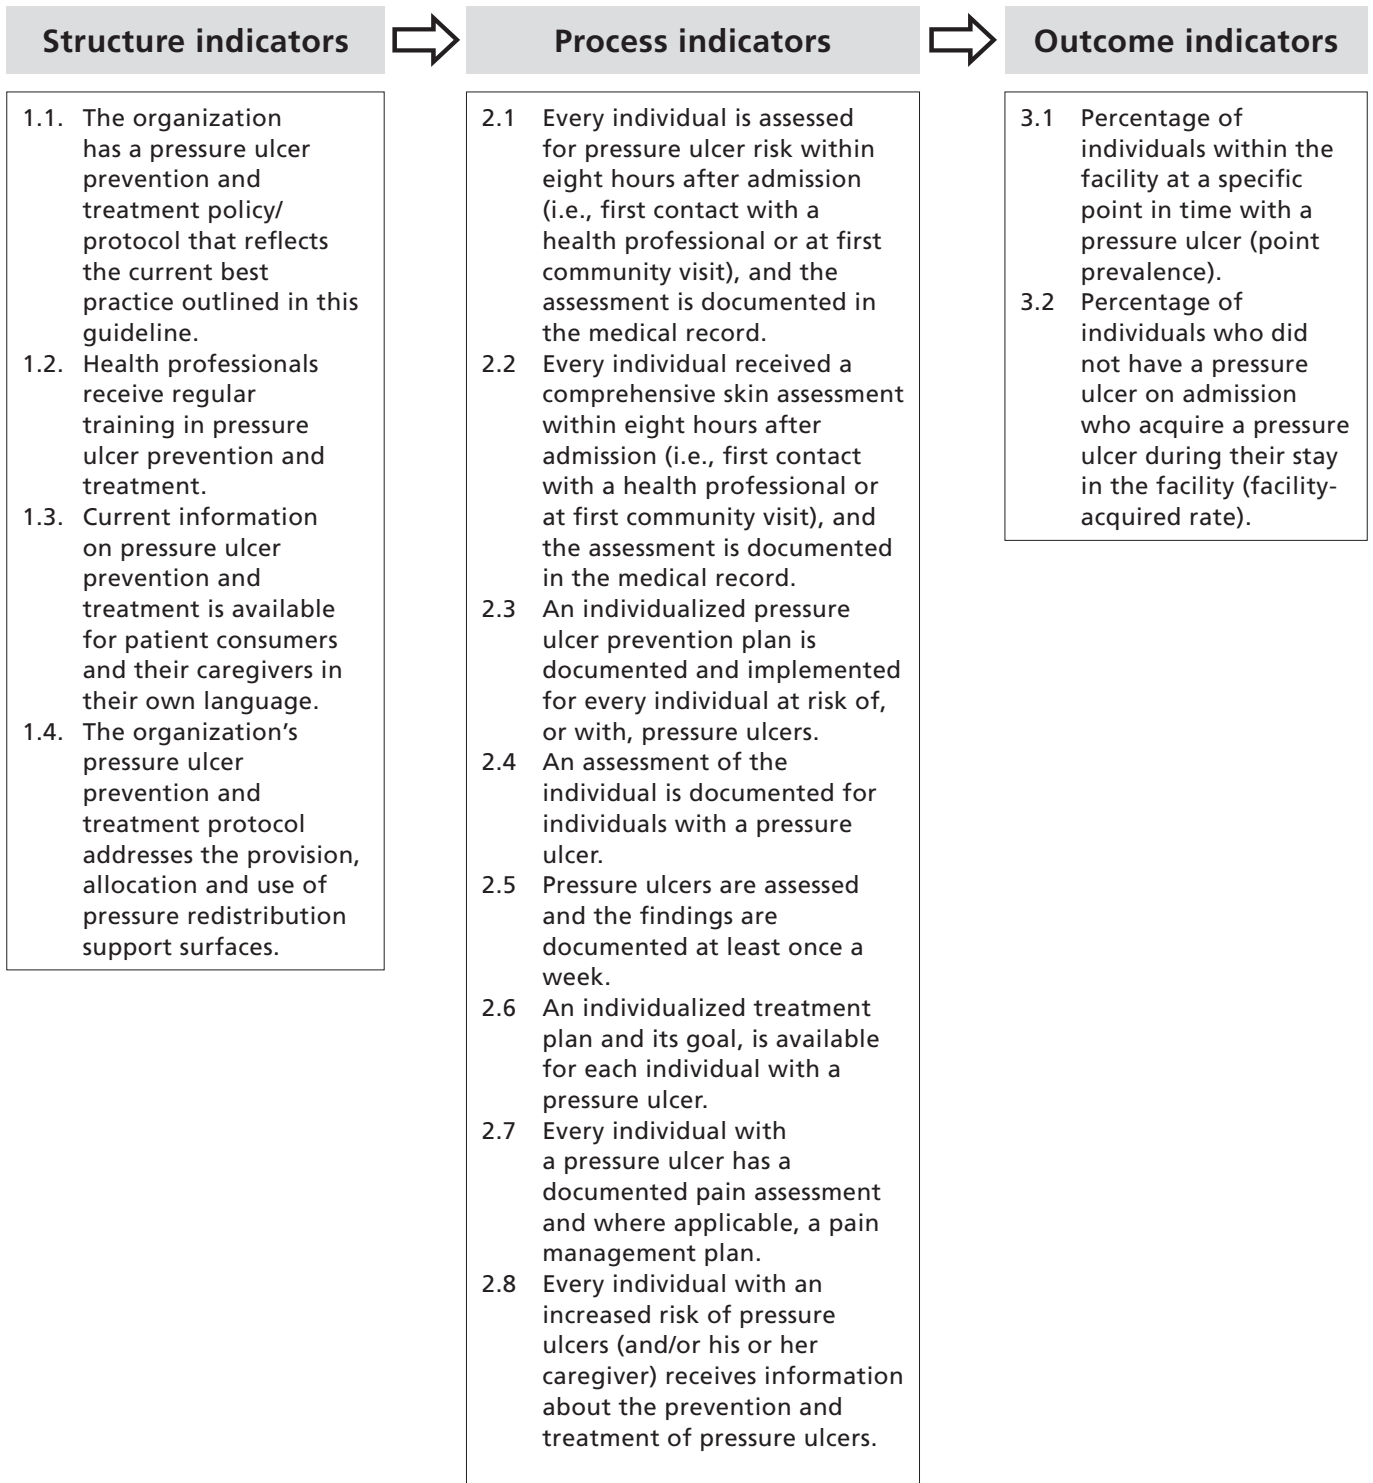 Structure indicators
Process indicators
Outcome indicators
1.1. The organization
has a pressure ulcer
prevention and
treatment policy/
protocol that reflects
the current best
practice outlined in this
guideline.
1.2. Health professionals
receive regular
training in pressure
ulcer prevention and
treatment.
1.3. Current information
on pressure ulcer
prevention and
treatment is available
for patient consumers
and their caregivers in
their own language.
1.4. The organization’s
pressure ulcer
prevention and
treatment protocol
addresses the provision,
allocation and use of
pressure redistribution
support surfaces.
2.1 Every individual is assessed
for pressure ulcer risk within
eight hours after admission
(i.e., first contact with a
health professional or at first
community visit), and the
assessment is documented in
the medical record.
2.2 Every individual received a
comprehensive skin assessment
within eight hours after
admission (i.e., first contact
with a health professional or
at first community visit), and
the assessment is documented
in the medical record.
2.3 An individualized pressure
ulcer prevention plan is
documented and implemented
for every individual at risk of,
or with, pressure ulcers.
2.4 An assessment of the
individual is documented for
individuals with a pressure
ulcer.
2.5 Pressure ulcers are assessed
and the findings are
documented at least once a
week.
2.6 An individualized treatment
plan and its goal, is available
for each individual with a
pressure ulcer.
2.7 Every individual with
a pressure ulcer has a
documented pain assessment
and where applicable, a pain
management plan.
2.8 Every individual with an
increased risk of pressure
ulcers (and/or his or her
caregiver) receives information
about the prevention and
treatment of pressure ulcers.
3.1 Percentage of
individuals within the
facility at a specific
point in time with a
pressure ulcer (point
prevalence).
3.2 Percentage of
individuals who did
not have a pressure
ulcer on admission
who acquire a pressure
ulcer during their stay
in the facility (facility-
acquired rate).